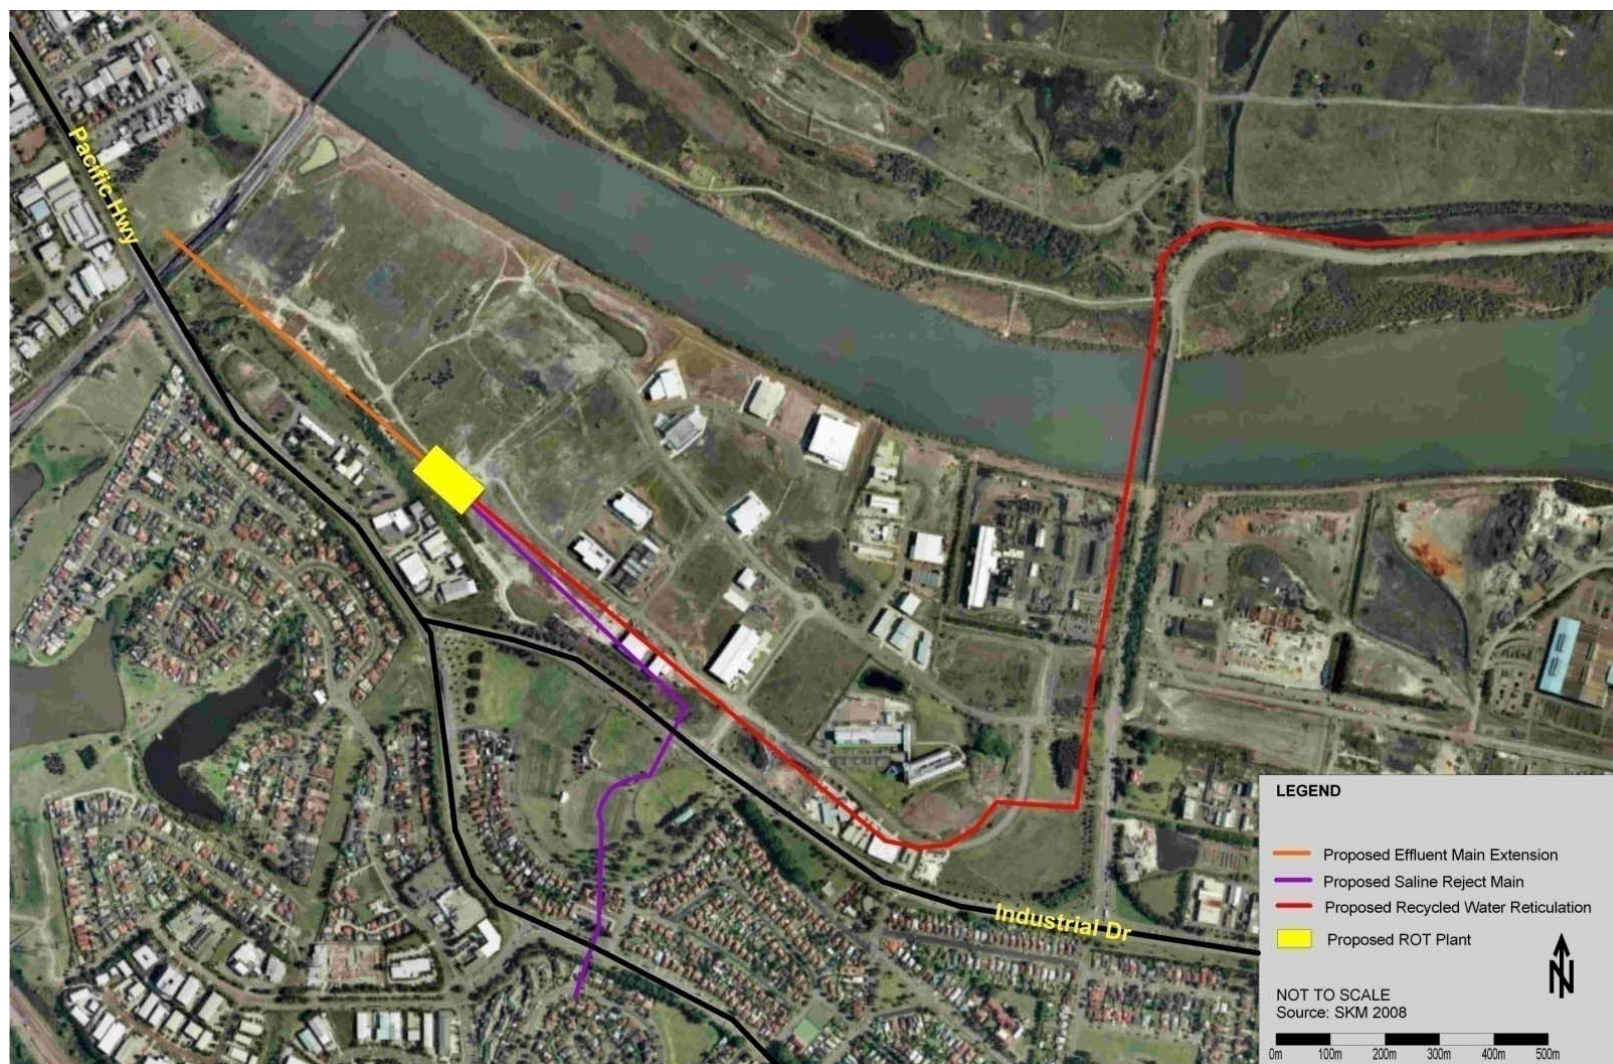 Pacific Hwy
Industrial Dr
LEGEND
Proposed Effluent Main Extension
Proposed Saline Reject Main
Proposed Recycled Water Reticulation
Proposed ROT Plant
N
NOT TO SCALE
Source: SKM 2008
0m 100m 200m 300m 400m 500m